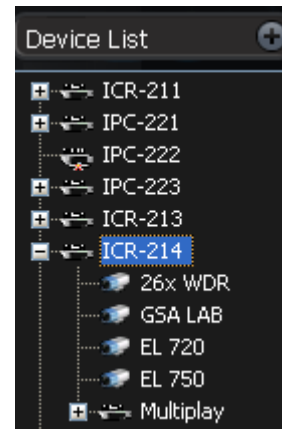 Device List
ICR-211
IPC-221
IPC-222
IPC-223
ICR-213
ICR-214
26x WDR
GSA LAB
EL 720
EL 750
Multiplay